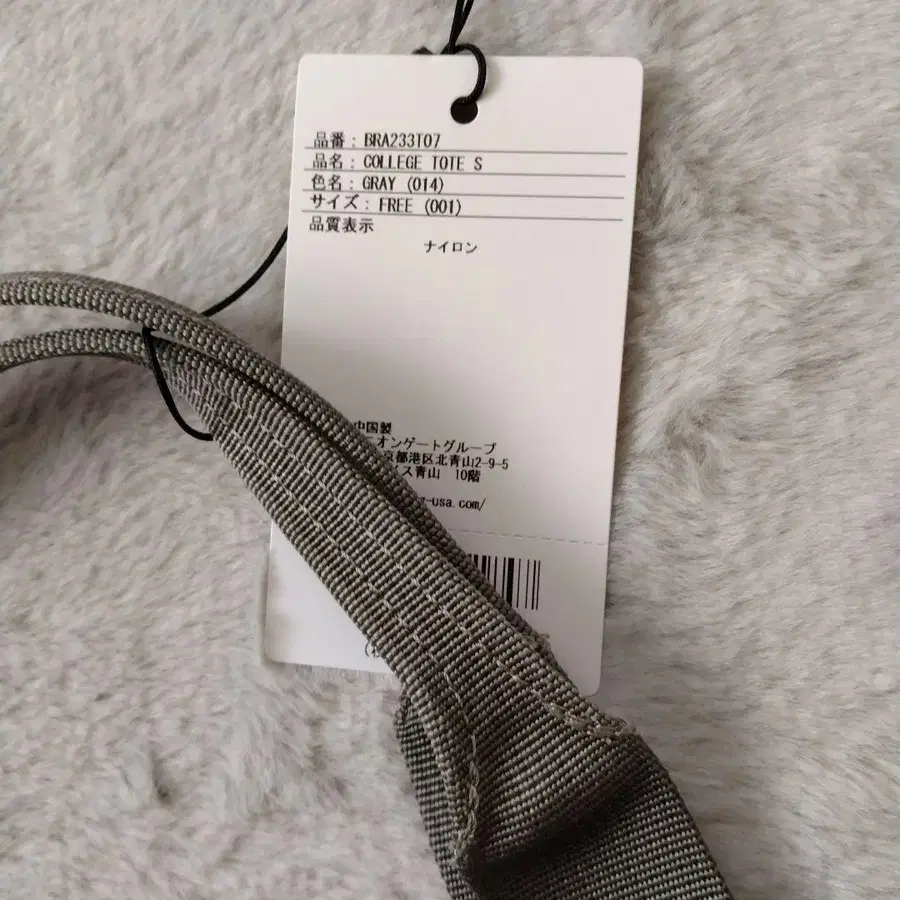 品番 : BRA233T07
品名 : COLLEGE TOTE S
色名 : GRAY (014)
サイズ : FREE (001)
品質表示
ナイロン
中国製
オンゲートグループ
京都港区北青山2-9-5
ス青山 10階
-usa.com/